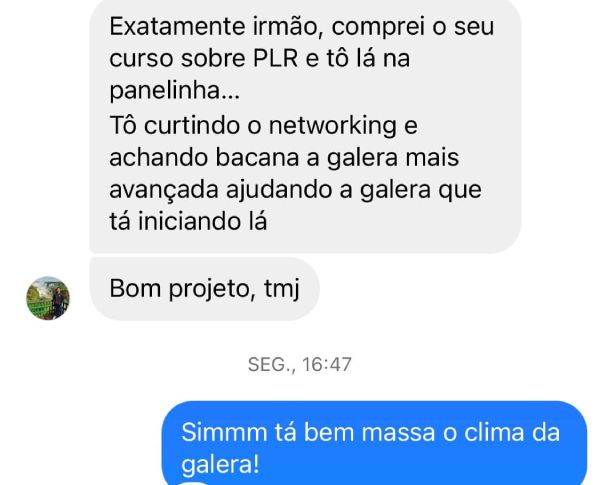 Exatamente irmão, comprei o seu
curso sobre PLR e tô lá na
panelinha...
Tô curtindo o networking e
achando bacana a galera mais
avançada ajudando a galera que
tá iniciando lá
Bom projeto, tmj
SEG., 16:47
Simmm tá bem massa o clima da
galera!